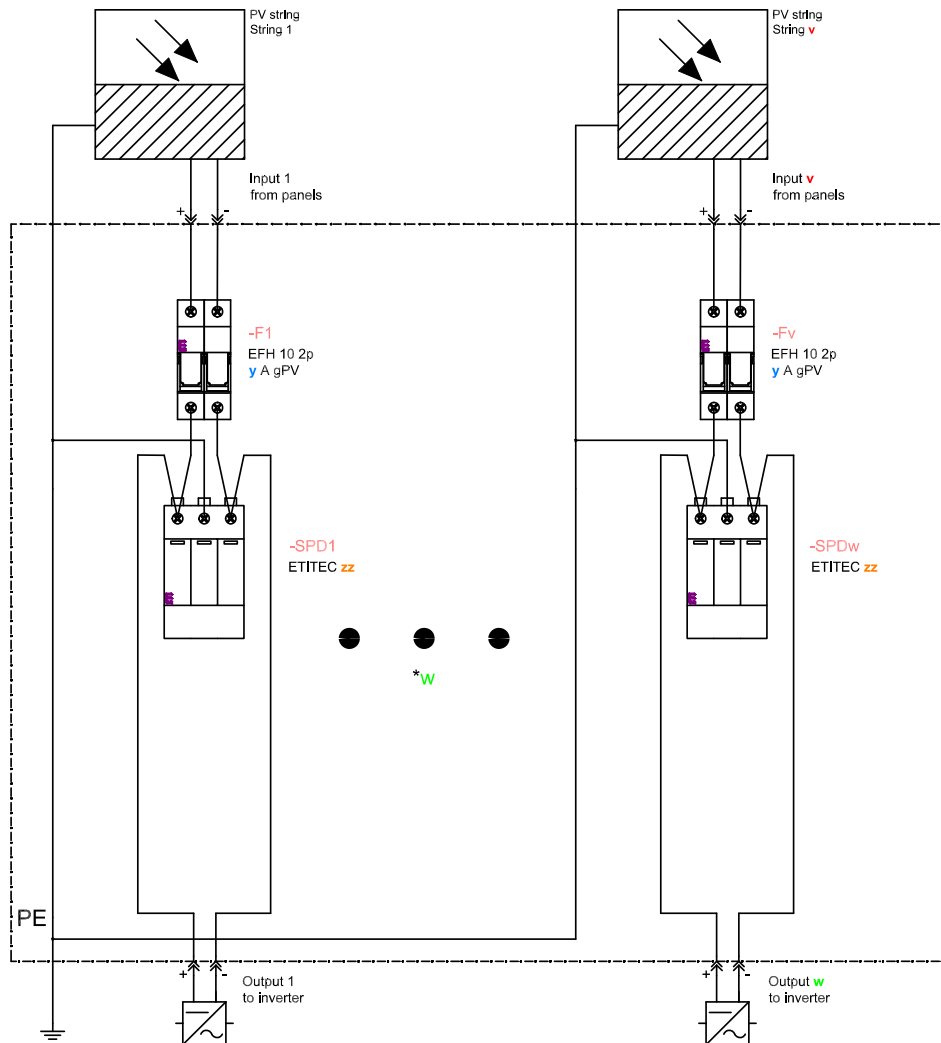 PV string
String 1
PV string
String v
Input 1
from panels
Input v
from panels
+ -
+ -
-F1
EFH 10 2p
y A gPV
-Fv
EFH 10 2p
y A gPV
E
E
-SPD1
ETITEC zz
-SPDw
ETITEC zz
E
E
*w
PE
+ -
+ -
Output 1
to inverter
Output w
to inverter